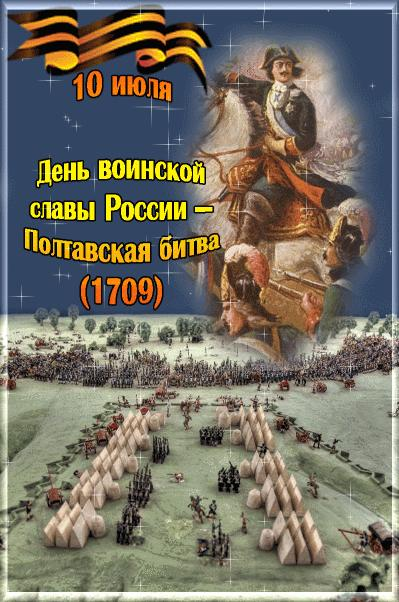 10 июля
День воинской
славы России –
Полтавская битва
(1709)